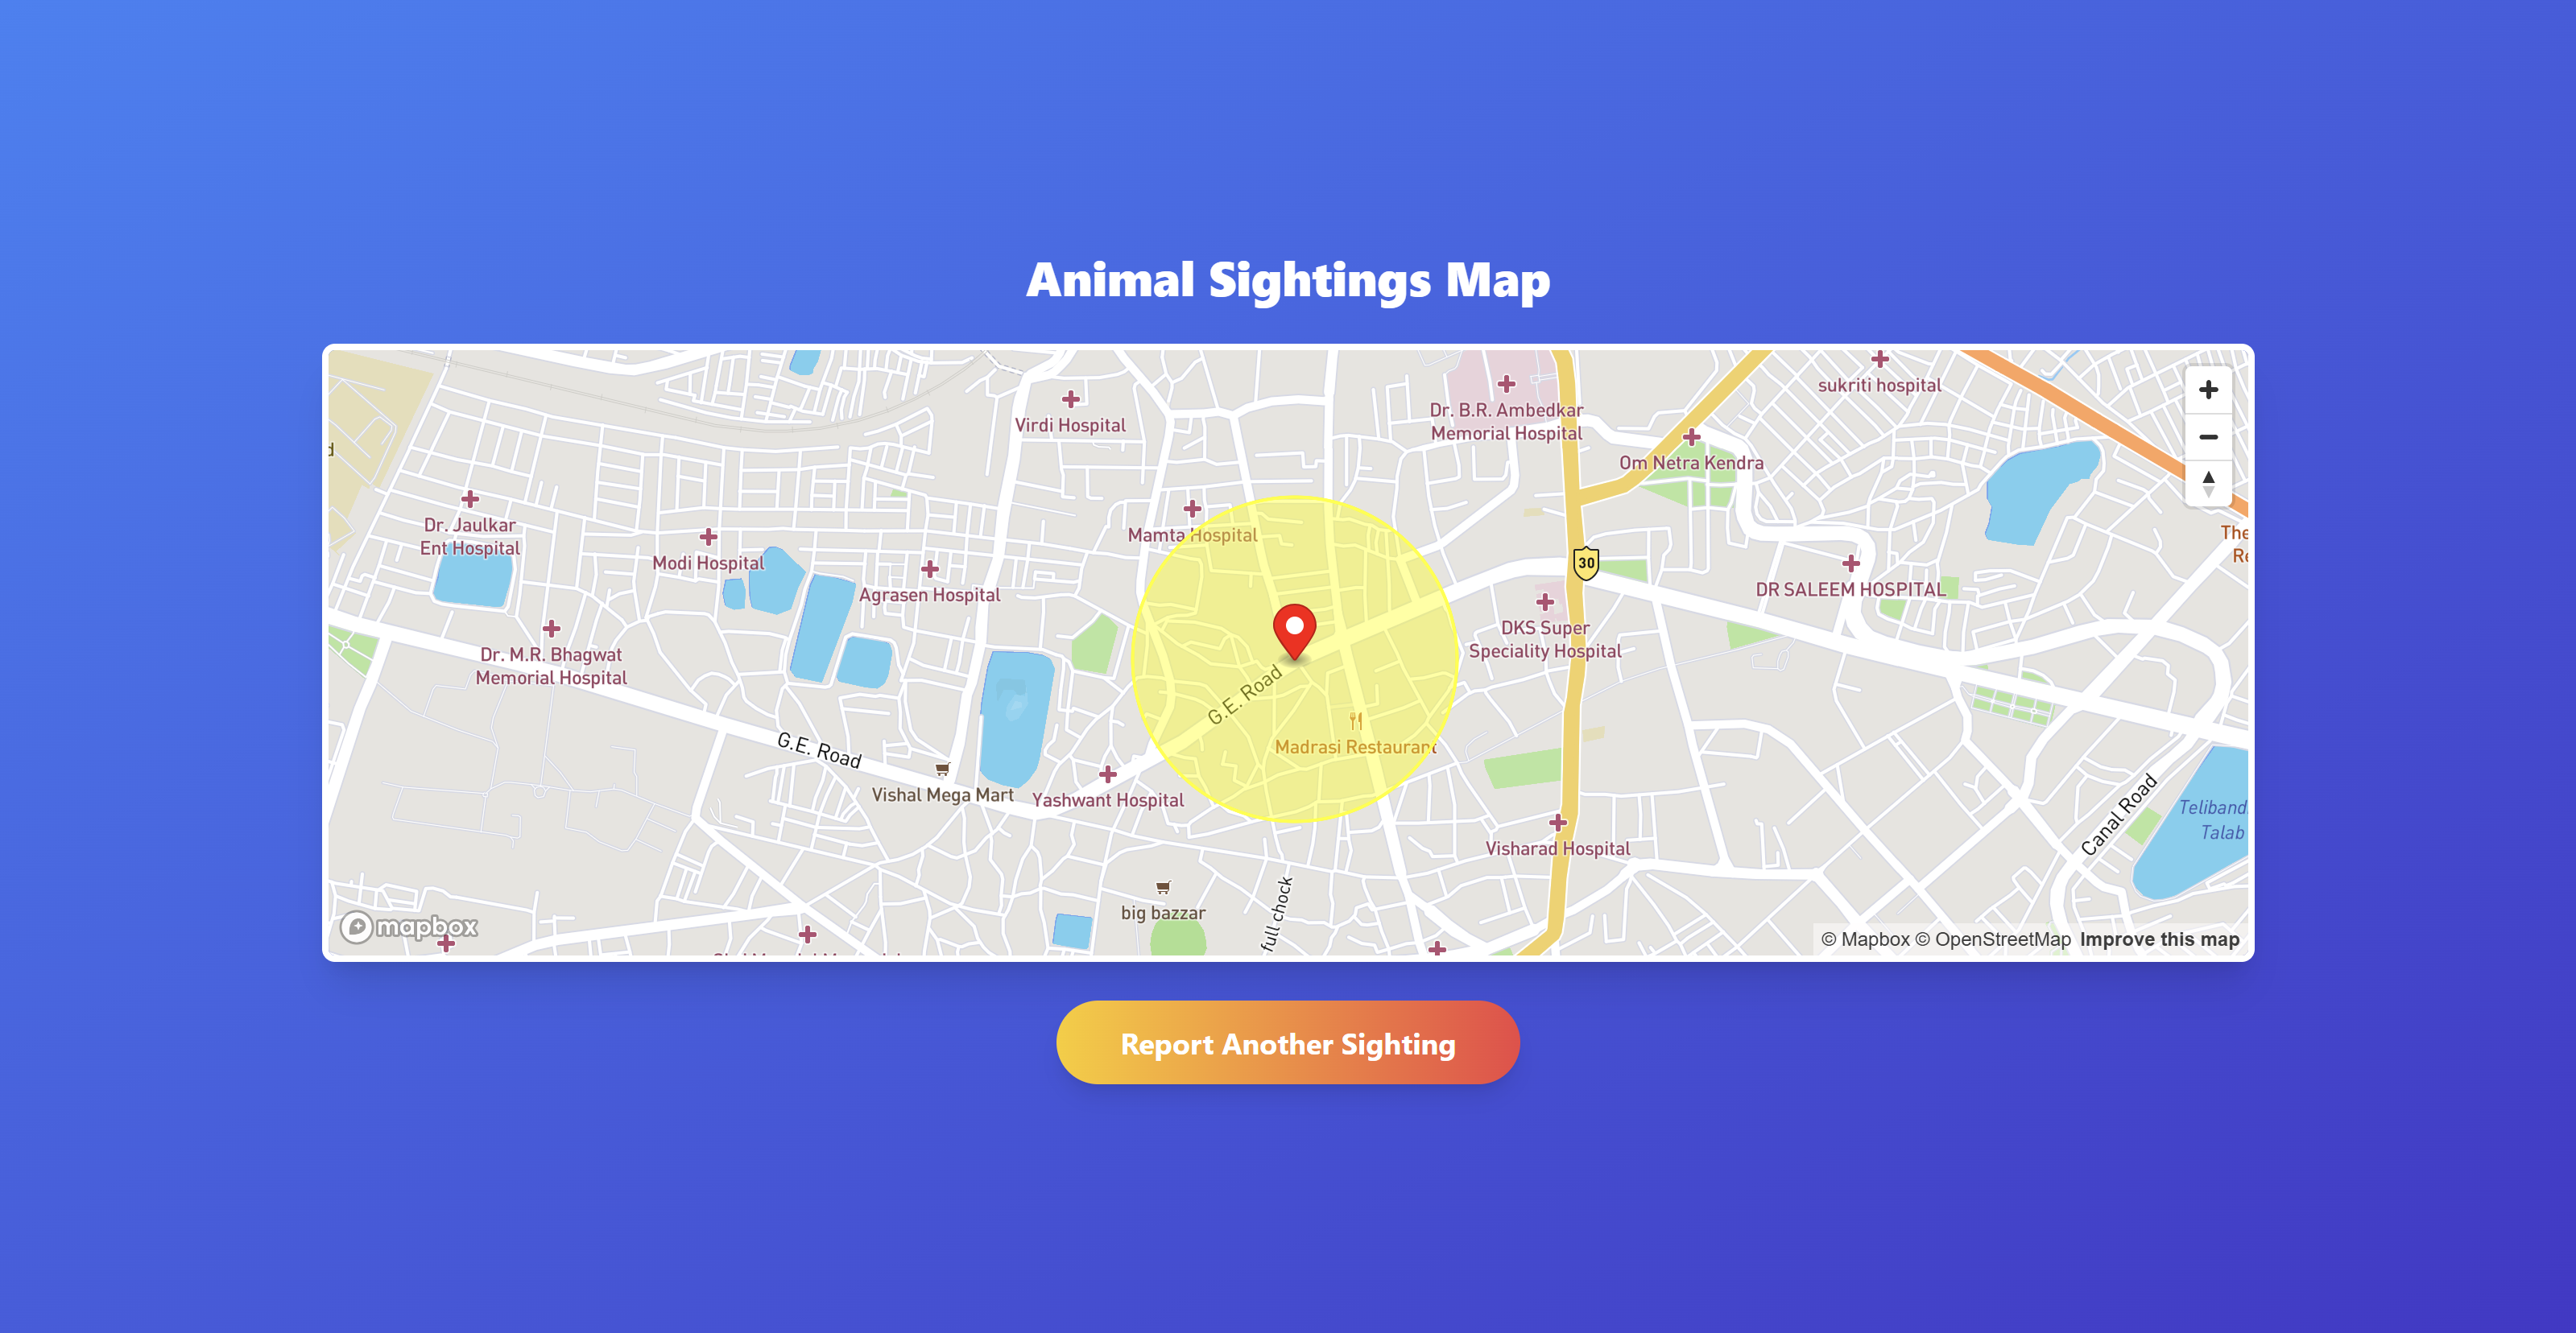 Animal Sightings Map
sukriti hospital
Dr. B.R. Ambedkar
Memorial Hospital
Virdi Hospital
Om Netra Kendra
Dr. Jaulkar
Ent Hospital
Mamta Hospital
The
Modi Hospital
30
Agrasen Hospital
DR SALEEM HOSPITAL
DKS Super
Speciality Hospital
Dr. M.R. Bhagwat
Memorial Hospital
G.E. Road
G.E. Road
Madrasi Restaurant
Vishal Mega Mart
Yashwant Hospital
Canal Road
Teliband
Talab
Visharad Hospital
big bazzar
full chock
mapbox
© Mapbox © OpenStreetMap Improve this map
Report Another Sighting